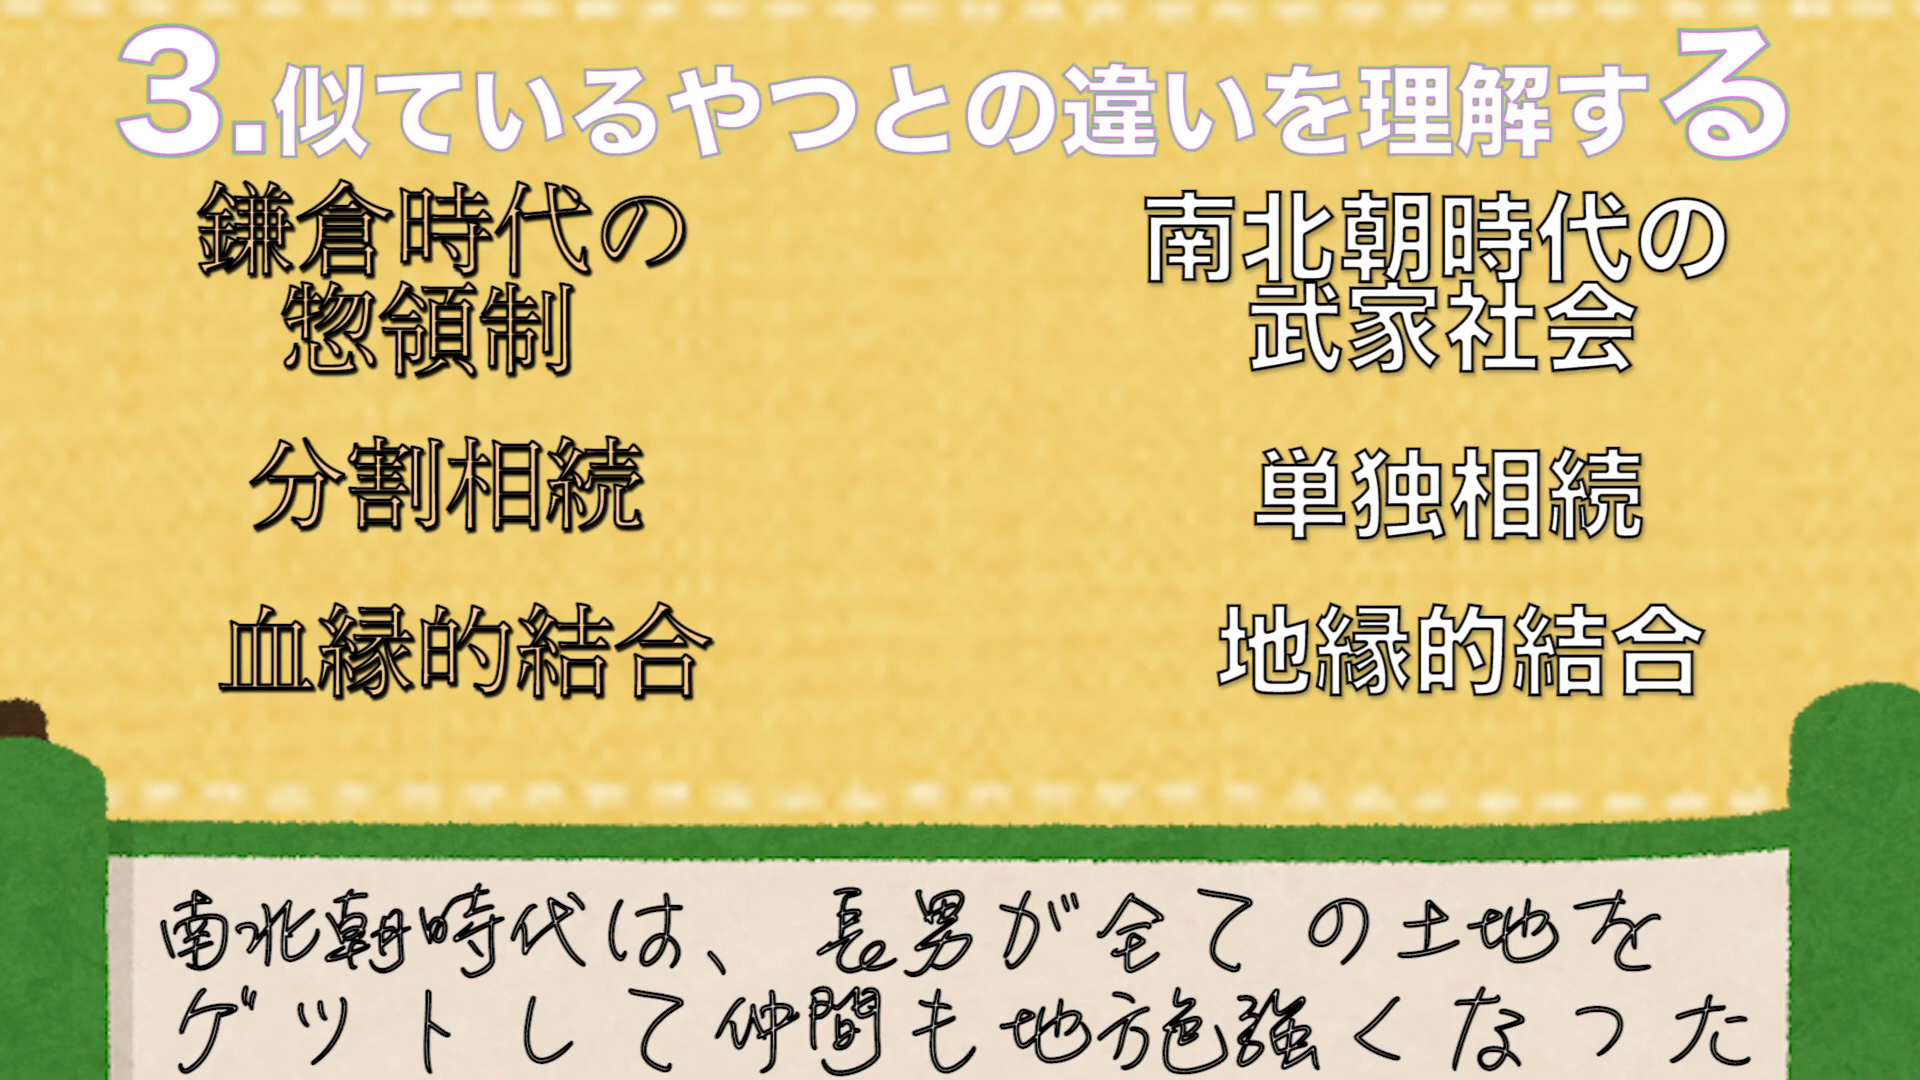 3.似ているやつとの違いを理解する
鎌倉時代の
惣領制
分割相続
血縁的結合
南北朝時代の
武家社会
単独相続
地縁的結合
南北朝時代は、長男が全ての土地を
ゲットして仲間も地方色強くなった